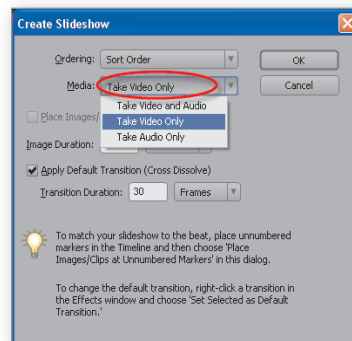 Create Slideshow
Ordering: Sort Order OK
Media: Take Video Only Cancel
Take Video and Audio
Place Images/ Take Video Only
Take Audio Only
Image Duration:
Apply Default Transition (Cross Dissolve)
Transition Duration: 30 Frames
To match your slideshow to the beat, place unnumbered
markers in the Timeline and then choose 'Place
Images/Clips at Unnumbered Markers' in this dialog.
To change the default transition, right-click a transition in
the Effects window and choose 'Set Selected as Default
Transition.'